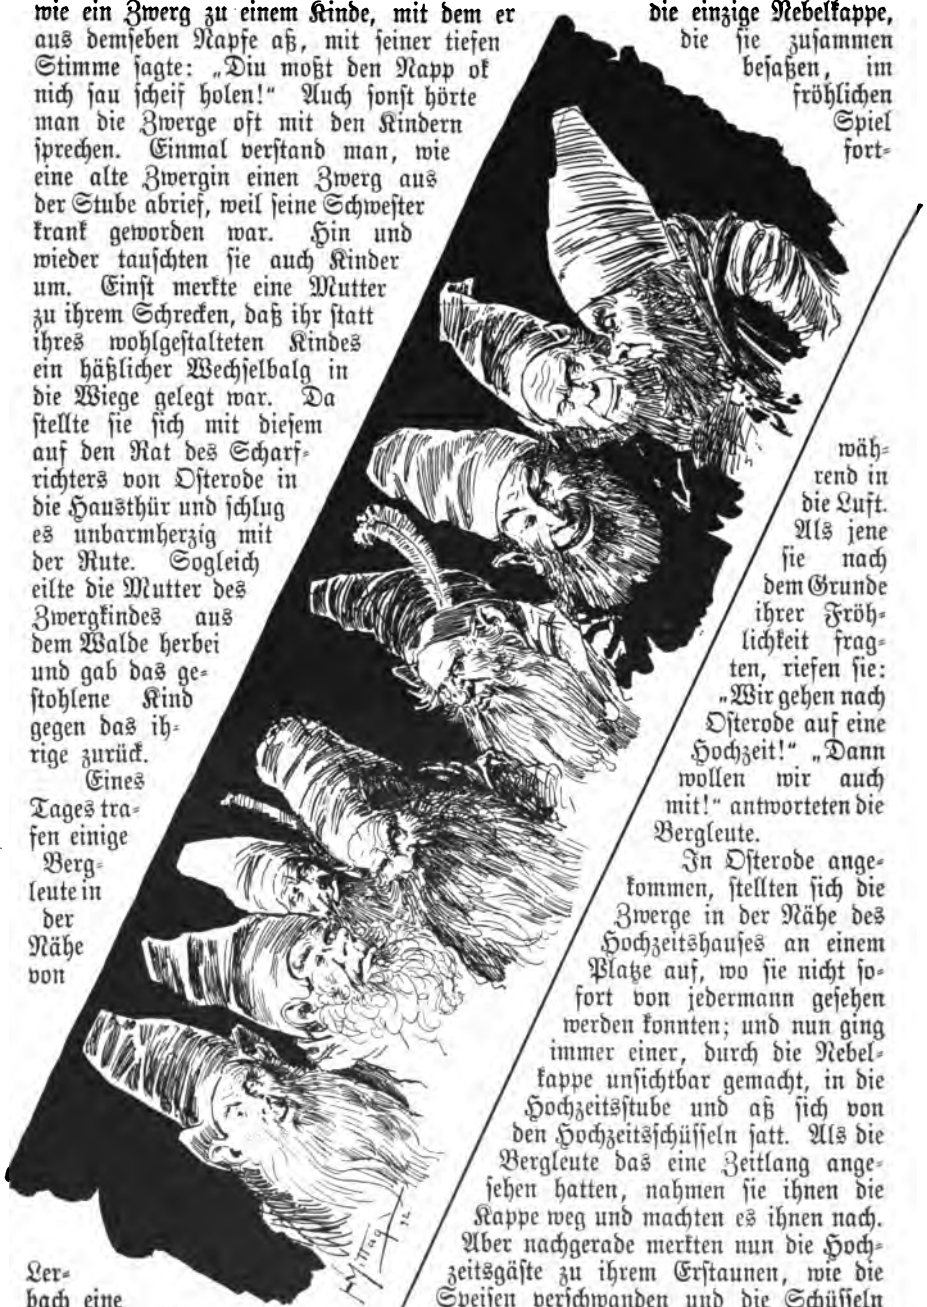 wie ein Zwerg zu einem Kinde, mit dem er
aus demseben Napfe aß, mit seiner tiefen
Stimme sagte: „Diu moßt den Napp ok
nich sau scheif holen!“ Auch sonst hörte
man die Zwerge oft mit den Kindern
sprechen. Einmal verstand man, wie
eine alte Zwergin einen Zwerg aus
der Stube abrief, weil seine Schwester
krank geworden war. Hin und
wieder tauschten sie auch Kinder
um. Einst merkte eine Mutter
zu ihrem Schrecken, daß ihr statt
ihres wohlgestalteten Kindes
ein häßlicher Wechselbalg in
die Wiege gelegt war. Da
stellte sie sich mit diesem
auf den Rat des Scharf-
richters von Osterode in
die Hausthür und schlug
es unbarmherzig mit
der Rute. Sogleich
eilte die Mutter des
Zwergkindes aus
dem Walde herbei
und gab das ge-
stohlene Kind
gegen das ih-
rige zurück.
Eines
Tages tra-
fen einige
Berg-
leute in
der
Nähe
von
Ler-
bach eine
die einzige Nebelkappe,
die sie zusammen
besaßen, im
fröhlichen
Spiel
fort-
wäh-
rend in
die Luft.
Als jene
sie nach
dem Grunde
ihrer Fröh-
lichkeit frag-
ten, riefen sie:
„Wir gehen nach
Osterode auf eine
Hochzeit!“ „Dann
wollen wir auch
mit!“ antworteten die
Bergleute.
In Osterode ange-
kommen, stellten sich die
Zwerge in der Nähe des
Hochzeitshauses an einem
Platze auf, wo sie nicht so-
fort von jedermann gesehen
werden konnten; und nun ging
immer einer, durch die Nebel-
kappe unsichtbar gemacht, in die
Hochzeitsstube und aß sich von
den Hochzeitsschüsseln satt. Als die
Bergleute das eine Zeitlang ange-
sehen hatten, nahmen sie ihnen die
Kappe weg und machten es ihnen nach.
Aber nachgerade merkten nun die Hoch-
zeitsgäste zu ihrem Erstaunen, wie die
Speisen verschwanden und die Schüsseln